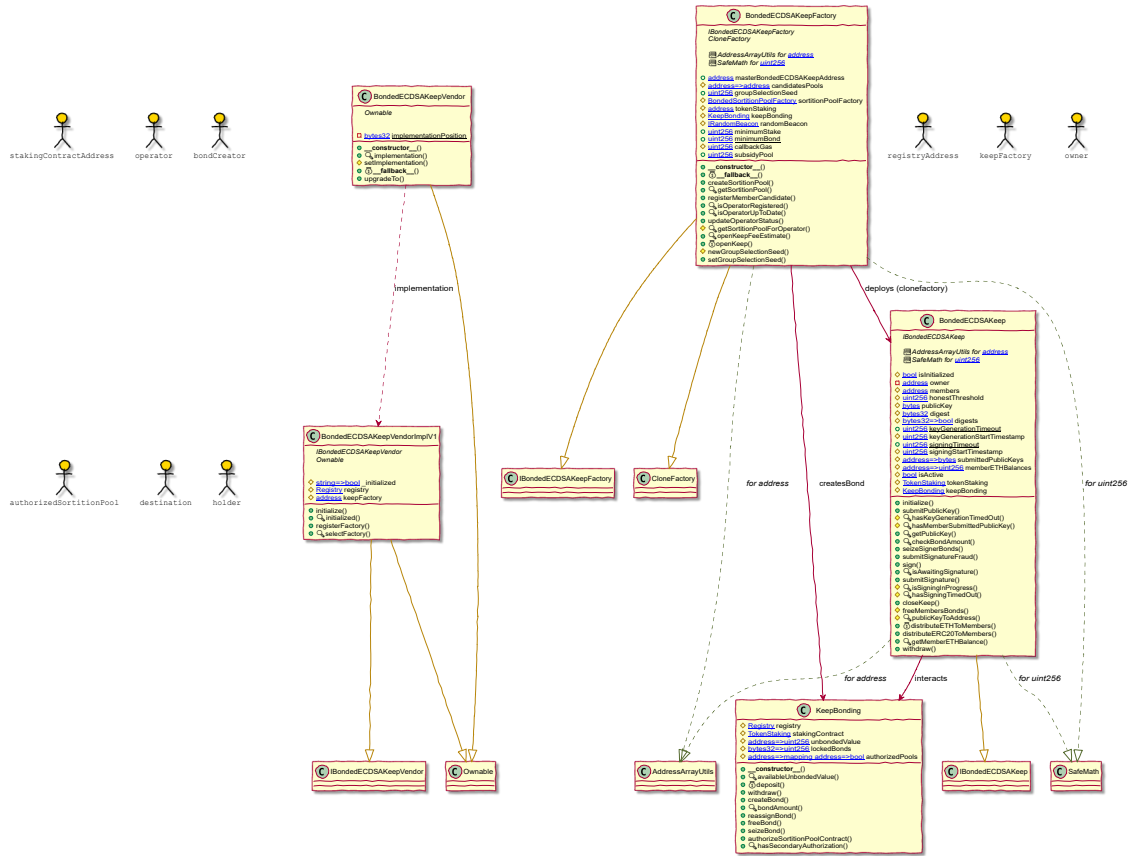 stakingContractAddress
operator
bondCreator
C BondedECDSAKeepVendor
Ownable
bytes32 implementationPosition
__constructor__()
implementation()
setImplementation()
__fallback__()
upgradeTo()
C BondedECDSAKeepFactory
IBondedECDSAKeepFactory
CloneFactory
AddressArrayUtils for address
SafeMath for uint256
address masterBondedECDSAKeepAddress
address=>address candidatesPools
uint256 groupSelectionSeed
BondedSortitionPoolFactory sortitionPoolFactory
address tokenStaking
KeepBonding keepBonding
IRandomBeacon randomBeacon
uint256 minimumStake
uint256 minimumBond
uint256 callbackGas
uint256 subsidyPool
__constructor__()
__fallback__()
createSortitionPool()
getSortitionPool()
registerMemberCandidate()
isOperatorRegistered()
isOperatorUpToDate()
updateOperatorStatus()
getSortitionPoolForOperator()
openKeepFeeEstimate()
openKeep()
newGroupSelectionSeed()
setGroupSelectionSeed()
registryAddress
keepFactory
owner
implementation
deploys (clonefactory)
C BondedECDSAKeep
IBondedECDSAKeep
AddressArrayUtils for address
SafeMath for uint256
bool isInitialized
address owner
address members
uint256 honestThreshold
bytes publicKey
bytes32 digest
bytes32=>bool digests
uint256 keyGenerationTimeout
uint256 keyGenerationStartTimestamp
uint256 signingTimeout
uint256 signingStartTimestamp
address=>bytes submittedPublicKeys
address=>uint256 memberETHBalances
bool isActive
TokenStaking tokenStaking
KeepBonding keepBonding
initialize()
submitPublicKey()
hasKeyGenerationTimedOut()
hasMemberSubmittedPublicKey()
getPublicKey()
checkBondAmount()
seizeSignerBonds()
submitSignatureFraud()
sign()
isAwaitingSignature()
submitSignature()
isSigningInProgress()
hasSigningTimedOut()
closeKeep()
freeMembersBonds()
publicKeyToAddress()
distributeETHToMembers()
distributeERC20ToMembers()
getMemberETHBalance()
withdraw()
authorizedSortitionPool
destination
holder
C BondedECDSAKeepVendorImplV1
IBondedECDSAKeepVendor
Ownable
string=>bool _initialized
Registry registry
address keepFactory
initialize()
initialized()
registerFactory()
selectFactory()
C IBondedECDSAKeepFactory
C CloneFactory
for address
createsBond
for uint256
for address
interacts
for uint256
C IBondedECDSAKeepVendor
C Ownable
C AddressArrayUtils
C KeepBonding
Registry registry
TokenStaking stakingContract
address=>uint256 unbondedValue
bytes32=>uint256 lockedBonds
address=>mapping address=>bool authorizedPools
__constructor__()
availableUnbondedValue()
deposit()
withdraw()
createBond()
bondAmount()
reassignBond()
freeBond()
seizeBond()
authorizeSortitionPoolContract()
hasSecondaryAuthorization()
C IBondedECDSAKeep
C SafeMath